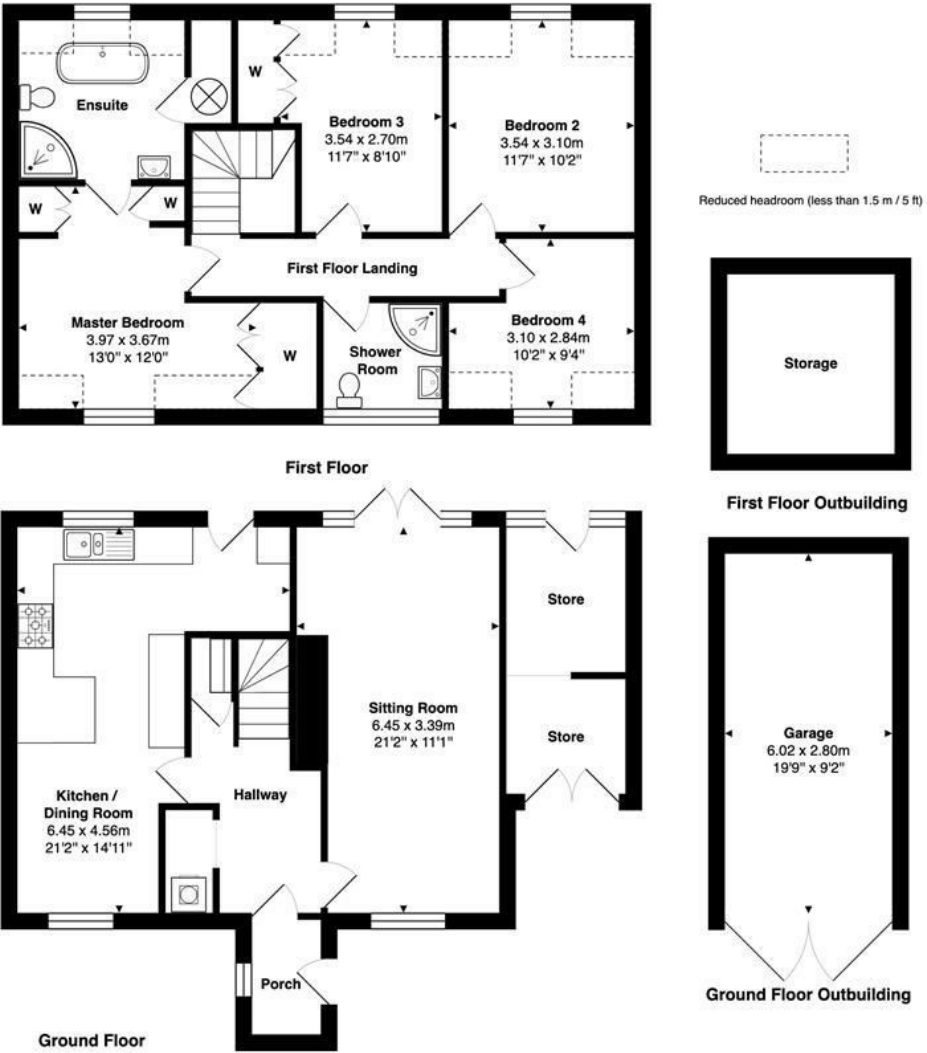 W
Ensuite
Bedroom 3
3.54 x 2.70m
11'7" x 8'10"
Bedroom 2
3.54 x 3.10m
11'7" x 10'2"
Reduced headroom (less than 1.5 m / 5 ft)
W
W
First Floor Landing
Master Bedroom
3.97 x 3.67m
13'0" x 12'0"
W
Shower
Room
Bedroom 4
3.10 x 2.84m
10'2" x 9'4"
Storage
First Floor
First Floor Outbuilding
Store
Sitting Room
6.45 x 3.39m
21'2" x 11'1"
Store
Garage
6.02 x 2.80m
19'9" x 9'2"
Kitchen /
Dining Room
6.45 x 4.56m
21'2" x 14'11"
Hallway
Porch
Ground Floor Outbuilding
Ground Floor